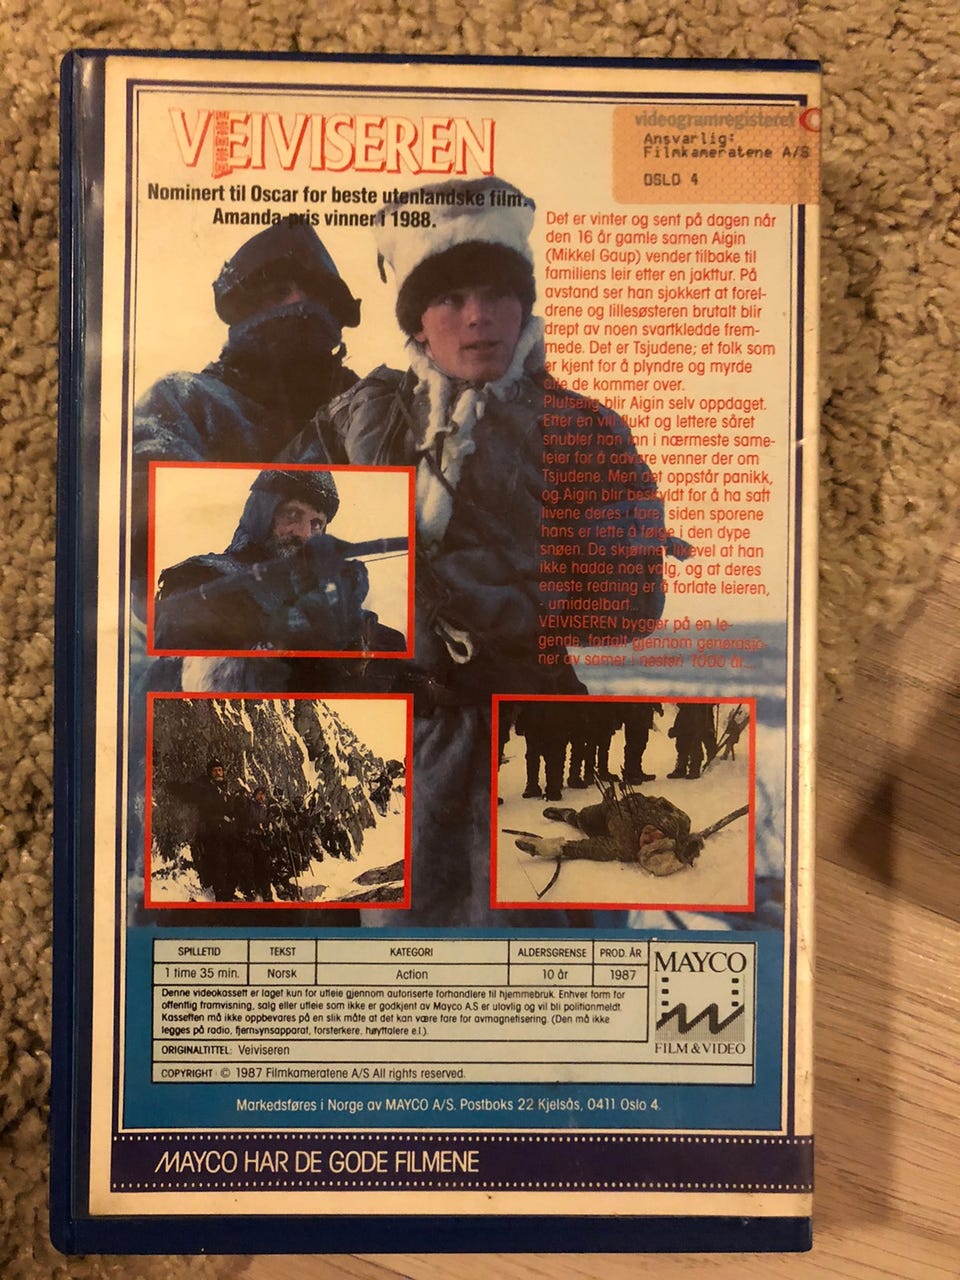 VEIVISEREN
Nominert til Oscar for beste utenlandske film.
Amanda-pris vinner i 1988.
videogramregisteret
Ansvarlig:
Filmkameratene A/S
OSLO 4
Det er vinter og sent på dagen når
den 16 år gamle samen Aigin
(Mikkel Gaup) vender tilbake til
familiens leir etter en jakttur. På
avstand ser han sjokkert at forel-
drene og lillesøsteren brutalt blir
drept av noen svartkledde frem-
mede. Det er Tsjudene; et folk som
er kjent for å plyndre og myrde
alle de kommer over.
Plutselig blir Aigin selv oppdaget.
Etter en vill flukt og lettere såret
snubler han inn i nærmeste same-
leier for å advare venner der om
Tsjudene. Men det oppstår panikk,
og Aigin blir beskyldt for å ha satt
livene deres i fare, siden sporene
hans er lette å følge i den dype
snøen. De skjønner likevel at han
ikke hadde noe valg, og at deres
eneste redning er å forlate leieren,
- umiddelbart...
VEIVISEREN bygger på en le-
gende, fortalt gjennom generasjo-
ner av samer i nesten 1000 år...
SPILLETID TEKST KATEGORI ALDERSGRENSE PROD. ÅR
1 time 35 min. Norsk Action 10 år 1987
Denne videokassett er laget kun for utleie gjennom autoriserte forhandlere til hjemmebruk. Enhver form for
offentlig framvisning, salg eller utleie som ikke er godkjent av Mayco A.S er ulovlig og vil bli politianmeldt.
Kassetten må ikke oppbevares på en slik måte at det kan være fare for avmagnetisering. (Den må ikke
legges på radio, fjernsynsapparat, forsterkere, høyttalere e.l.).
ORIGINALTITTEL: Veiviseren
COPYRIGHT: © 1987 Filmkameratene A/S All rights reserved.
MAYCO
FILM & VIDEO
Markedsføres i Norge av MAYCO A/S. Postboks 22 Kjelsås, 0411 Oslo 4.
MAYCO HAR DE GODE FILMENE